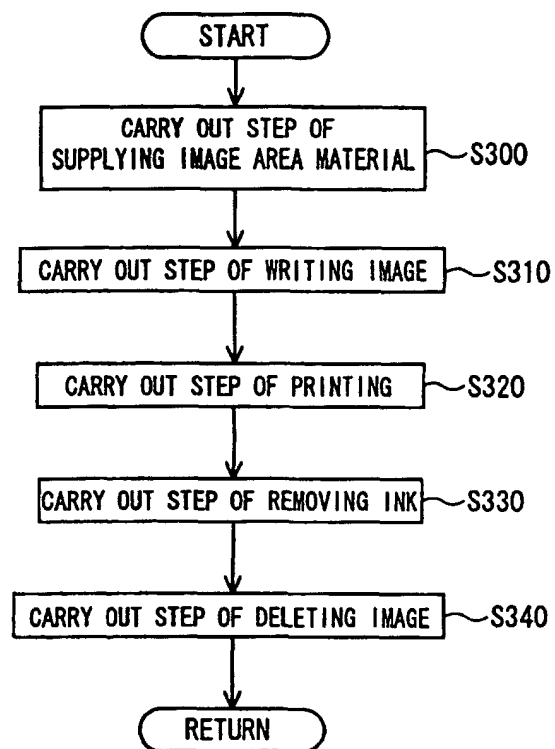 START
CARRY OUT STEP OF
SUPPLYING IMAGE AREA MATERIAL
S300
CARRY OUT STEP OF WRITING IMAGE
S310
CARRY OUT STEP OF PRINTING
S320
CARRY OUT STEP OF REMOVING INK
S330
CARRY OUT STEP OF DELETING IMAGE
S340
RETURN